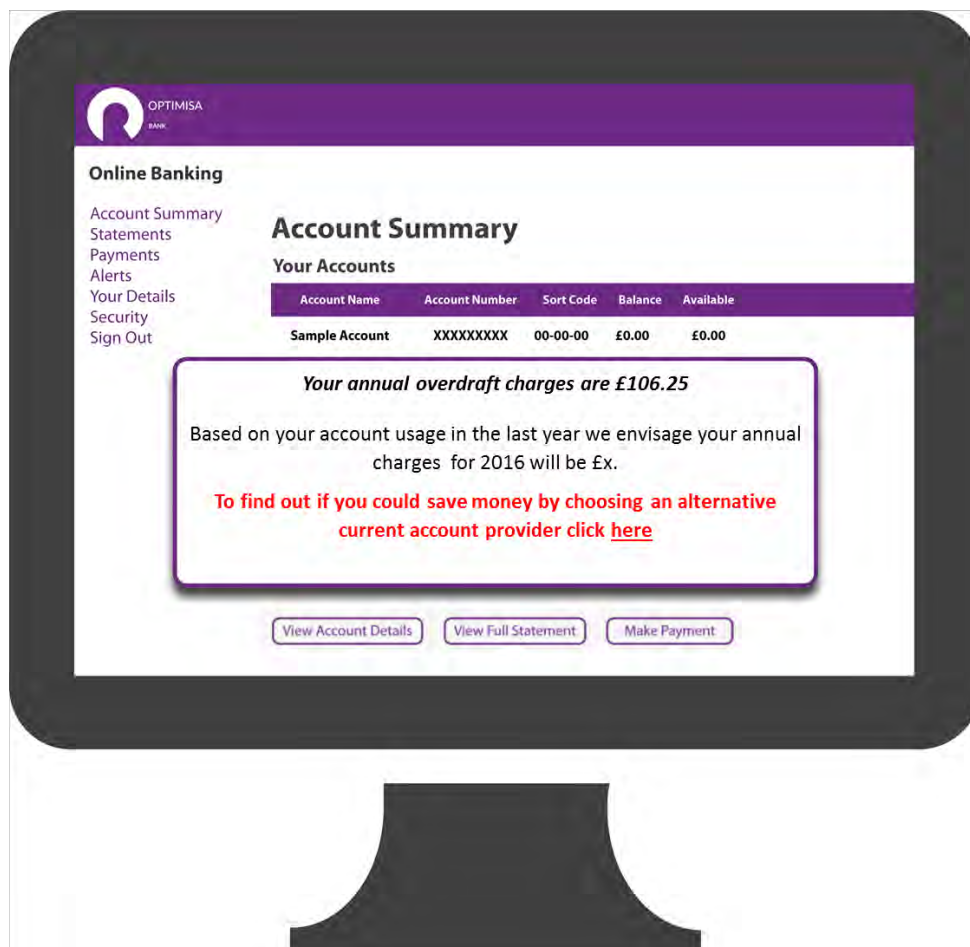 OPTIMISA
BANK
Online Banking
Account Summary
Statements
Payments
Alerts
Your Details
Security
Sign Out
Account Summary
Your Accounts
Account Name Account Number Sort Code Balance Available
Sample Account XXXXXXXXX 00-00-00 £0.00 £0.00
Your annual overdraft charges are £106.25
Based on your account usage in the last year we envisage your annual
charges for 2016 will be £x.
To find out if you could save money by choosing an alternative
current account provider click here
View Account Details View Full Statement Make Payment